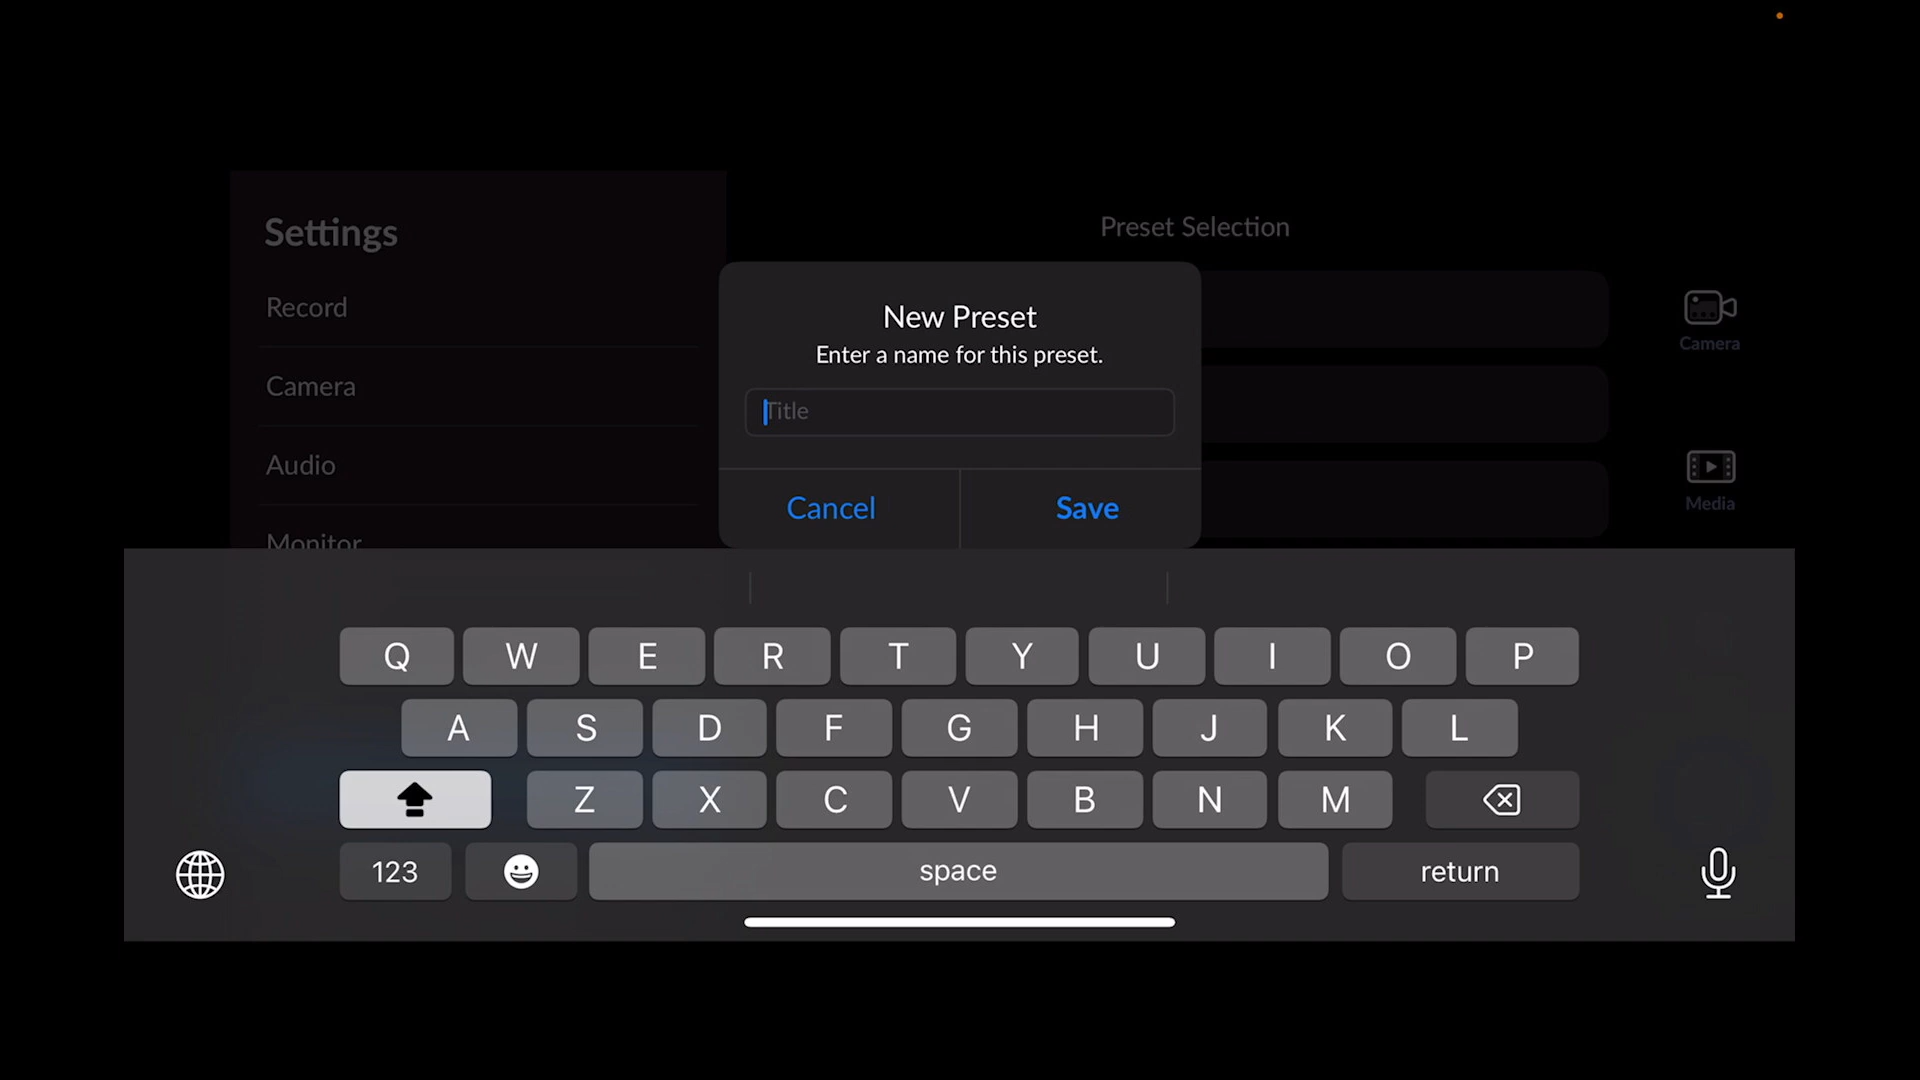 Settings
Preset Selection
Record
Camera
Audio
Monitor
New Preset
Enter a name for this preset.
Title
Cancel
Save
Camera
Media
Q W E R T Y U I O P
A S D F G H J K L
Z X C V B N M
123
space
return